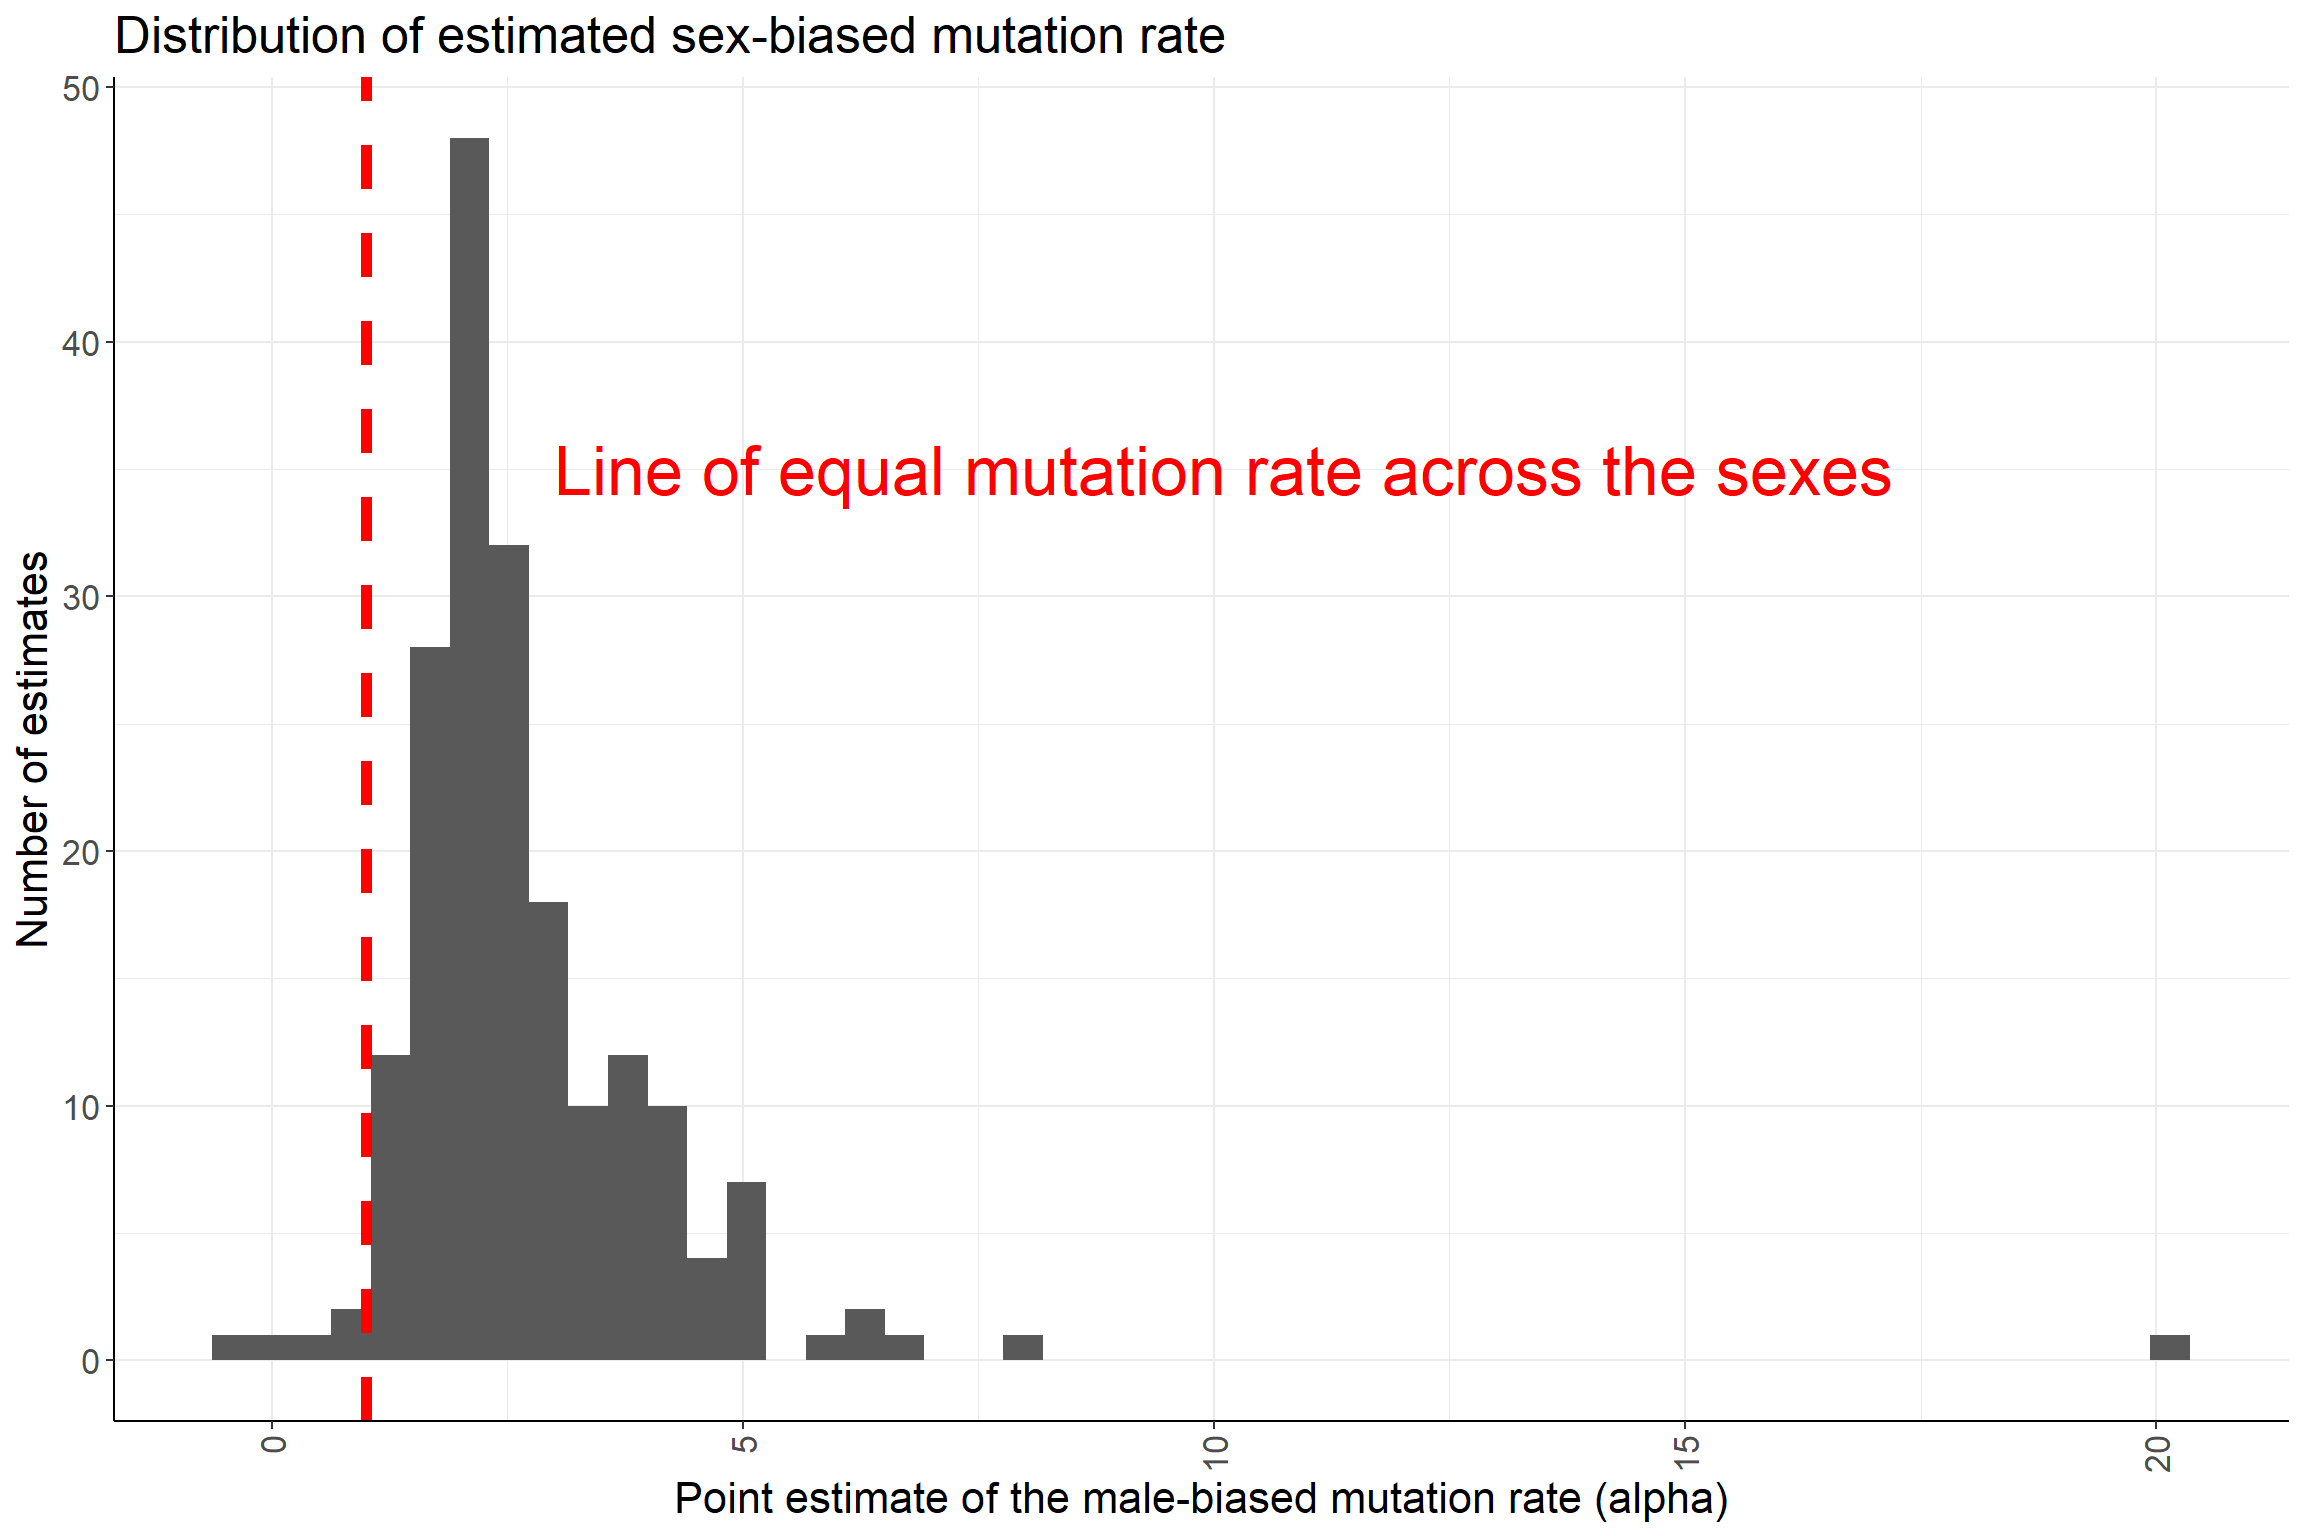 Distribution of estimated sex-biased mutation rate
50
40
30
20
10
0
Number of estimates
Line of equal mutation rate across the sexes
0
5
10
15
20
Point estimate of the male-biased mutation rate (alpha)